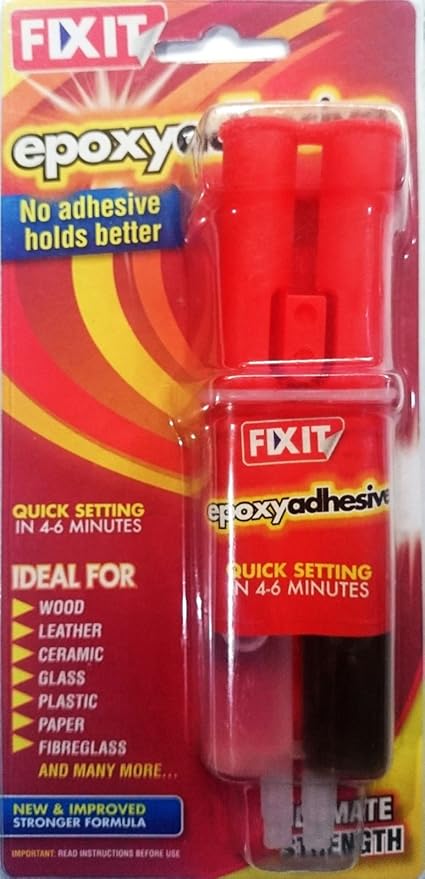 FIXIT
epoxy
No adhesive
holds better
FIXIT
epoxyadhesive
QUICK SETTING
IN 4-6 MINUTES
QUICK SETTING
IN 4-6 MINUTES
IDEAL FOR
WOOD
LEATHER
CERAMIC
GLASS
PLASTIC
PAPER
FIBREGLASS
AND MANY MORE...
NEW & IMPROVED
STRONGER FORMULA
STRENGTH
IMPORTANT: READ INSTRUCTIONS BEFORE USE